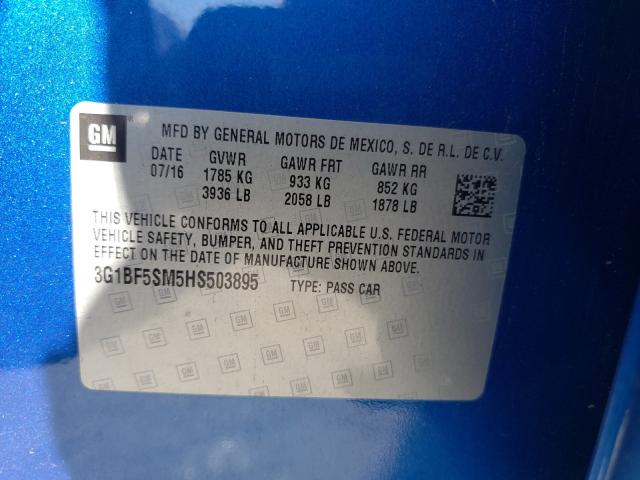 GM
MFD BY GENERAL MOTORS DE MEXICO, S. DE R.L. DE C.V.
DATE GVWR GAWR FRT GAWR RR
07/16 1785 KG 933 KG 852 KG
3936 LB 2058 LB 1878 LB
THIS VEHICLE CONFORMS TO ALL APPLICABLE U.S. FEDERAL MOTOR
VEHICLE SAFETY, BUMPER, AND THEFT PREVENTION STANDARDS IN
EFFECT ON THE DATE OF MANUFACTURE SHOWN ABOVE.
3G1BF5SM5HS503895 TYPE: PASS CAR